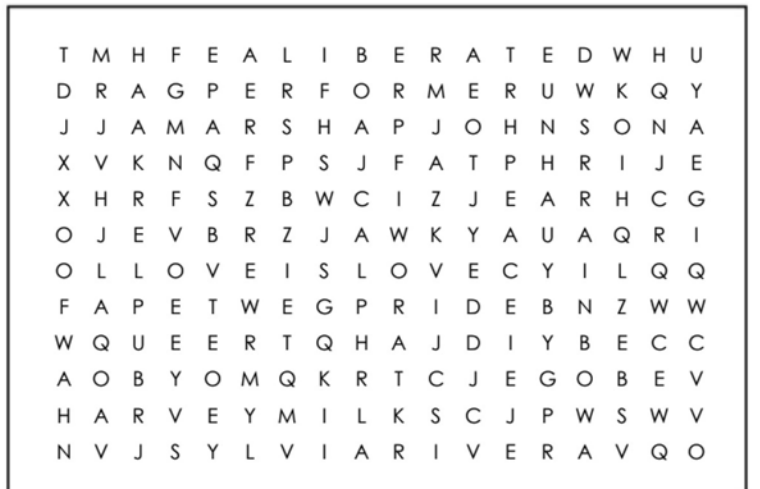 T M H F E A L I B E R A T E D W H U
D R A G P E R F O R M E R U W K Q Y
J J A M A R S H A P J O H N S O N A
X V K N Q F P S J F A T P H R I J E
X H R F S Z B W C I Z J E A R H C G
O J E V B R Z J A W K Y A U A Q R I
O L L O V E I S L O V E C Y I L Q Q
F A P E T W E G P R I D E B N Z W W
W Q U E E R T Q H A J D I Y B E C C
A O B Y O M Q K R T C J E G O B E V
H A R V E Y M I L K S C J P W S W V
N V J S Y L V I A R I V E R A V Q O